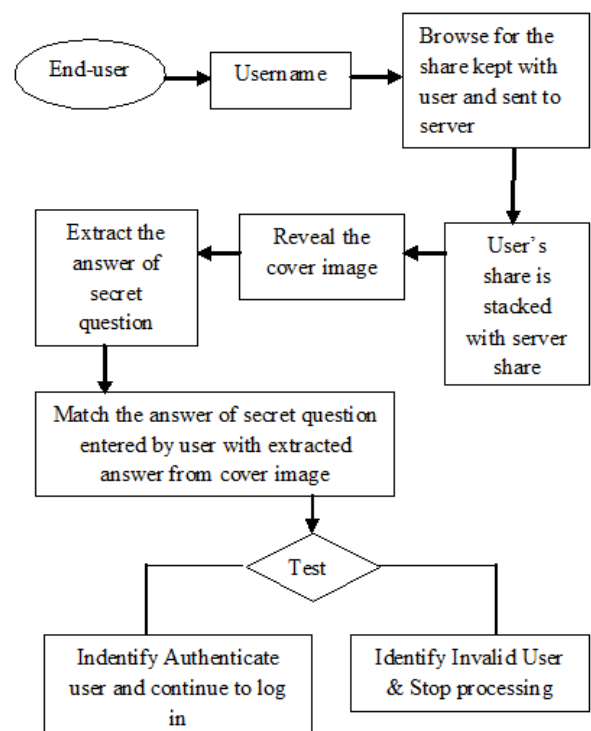 End-user
Username
Browse for the
share kept with
user and sent to
server
User's
share is
stacked
with server
share
Reveal the
cover image
Extract the
answer of
secret
question
Match the answer of secret question
entered by user with extracted
answer from cover image
Test
Indentify Authenticate
user and continue to log
in
Identify Invalid User
& Stop processing